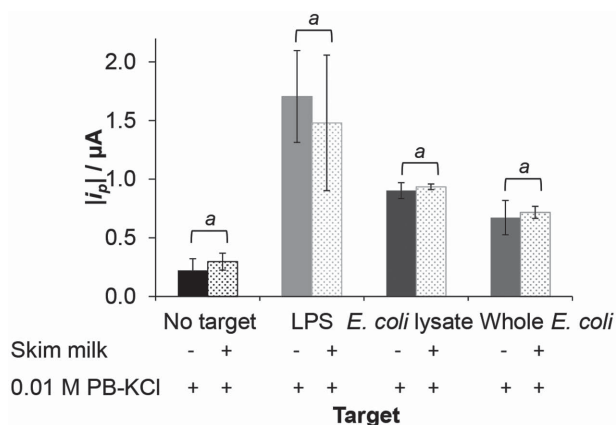 a
2.0
1.5
a
a
1.0
a
0.5
0.0
|iₚ| / µA
No target LPS E. coli lysate Whole E. coli
Skim milk - + - + - + - +
0.01 M PB-KCl + + + + + + + +
Target